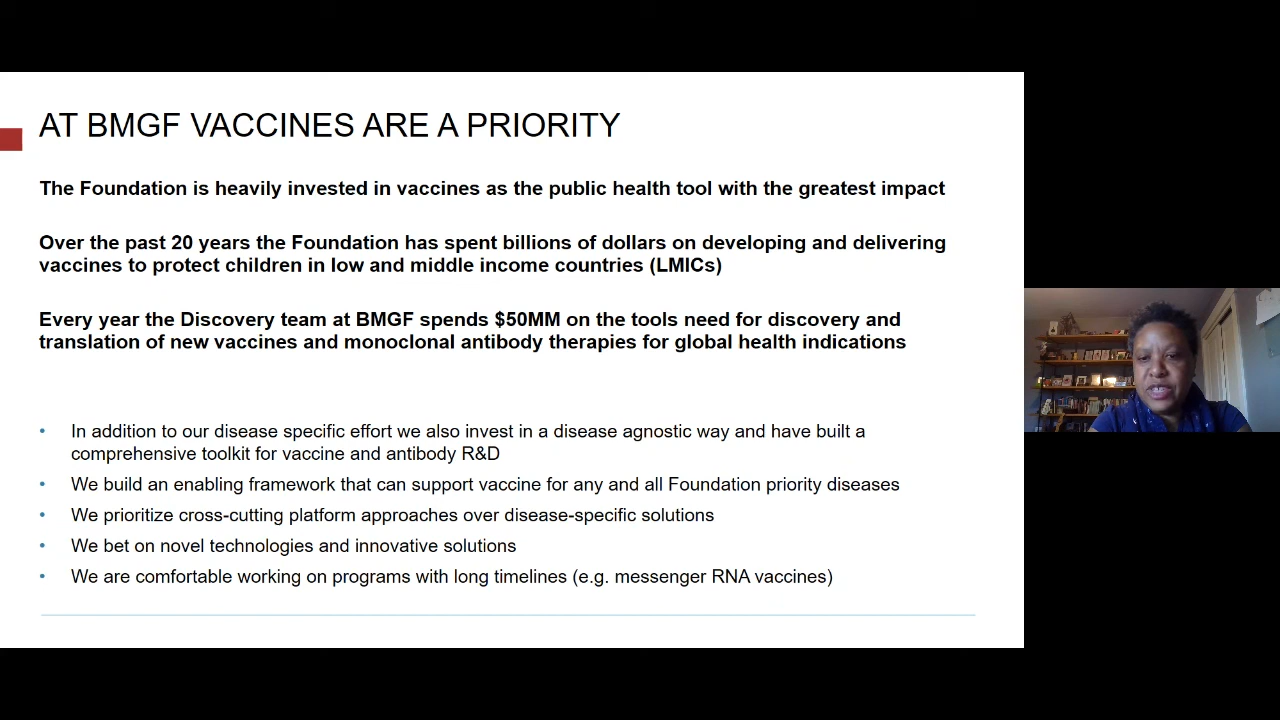 AT BMGF VACCINES ARE A PRIORITY
The Foundation is heavily invested in vaccines as the public health tool with the greatest impact
Over the past 20 years the Foundation has spent billions of dollars on developing and delivering
vaccines to protect children in low and middle income countries (LMICs)
Every year the Discovery team at BMGF spends $50MM on the tools need for discovery and
translation of new vaccines and monoclonal antibody therapies for global health indications
• In addition to our disease specific effort we also invest in a disease agnostic way and have built a
comprehensive toolkit for vaccine and antibody R&D
• We build an enabling framework that can support vaccine for any and all Foundation priority diseases
• We prioritize cross-cutting platform approaches over disease-specific solutions
• We bet on novel technologies and innovative solutions
• We are comfortable working on programs with long timelines (e.g. messenger RNA vaccines)